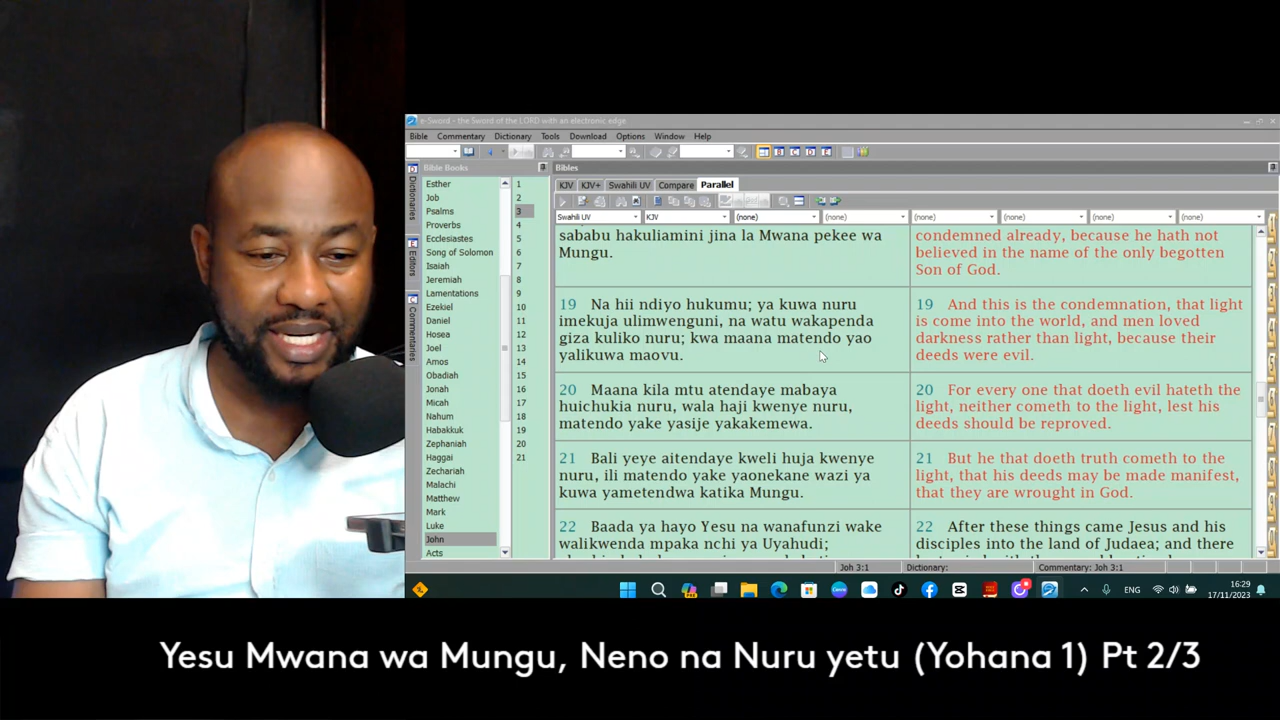 e-Sword - the Sword of the LORD with an electronic edge
Bible Commentary Dictionary Tools Download Options Window Help
Bible Books
Bibles
KJV KJV+ Swahili UV Compare Parallel
Swahili UV KJV (none) (none) (none) (none) (none) (none)
Dictionaries
Editors
Commentaries
Esther
Job
Psalms
Proverbs
Ecclesiastes
Song of Solomon
Isaiah
Jeremiah
Lamentations
Ezekiel
Daniel
Hosea
Joel
Amos
Obadiah
Jonah
Micah
Nahum
Habakkuk
Zephaniah
Haggai
Zechariah
Malachi
Matthew
Mark
Luke
John
Acts
1
2
3
4
5
6
7
8
9
10
11
12
13
14
15
16
17
18
19
20
21
sababu hakuliamini jina la Mwana pekee wa
Mungu.
19 Na hii ndiyo hukumu; ya kuwa nuru
imekuja ulimwenguni, na watu wakapenda
giza kuliko nuru; kwa maana matendo yao
yalikuwa maovu.
20 Maana kila mtu atendaye mabaya
huichukia nuru, wala haji kwenye nuru,
matendo yake yasije yakakemewa.
21 Bali yeye aitendaye kweli huja kwenye
nuru, ili matendo yake yaonekane wazi ya
kuwa yametendwa katika Mungu.
22 Baada ya hayo Yesu na wanafunzi wake
walikwenda mpaka nchi ya Uyahudi;
condemned already, because he hath not
believed in the name of the only begotten
Son of God.
19 And this is the condemnation, that light
is come into the world, and men loved
darkness rather than light, because their
deeds were evil.
20 For every one that doeth evil hateth the
light, neither cometh to the light, lest his
deeds should be reproved.
21 But he that doeth truth cometh to the
light, that his deeds may be made manifest,
that they are wrought in God.
22 After these things came Jesus and his
disciples into the land of Judaea; and there
Joh 3:1 Dictionary: Commentary: Joh 3:1
ENG
16:29
17/11/2023
Yesu Mwana wa Mungu, Neno na Nuru yetu (Yohana 1) Pt 2/3